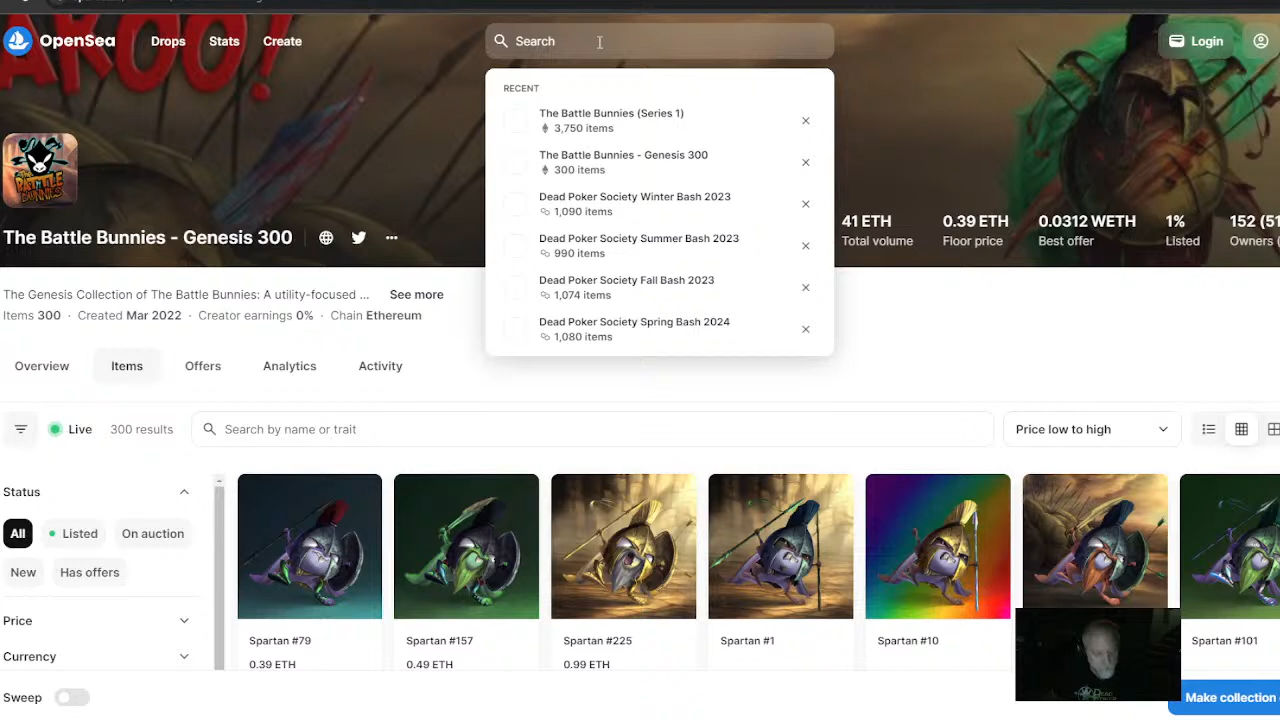 AROO!
OpenSea
Drops
Stats
Create
Search
Login
RECENT
The Battle Bunnies (Series 1)
3,750 items
The Battle Bunnies - Genesis 300
300 items
Dead Poker Society Winter Bash 2023
1,090 items
Dead Poker Society Summer Bash 2023
990 items
Dead Poker Society Fall Bash 2023
1,074 items
Dead Poker Society Spring Bash 2024
1,080 items
THE BATTLE BUNNIES
The Battle Bunnies - Genesis 300
41 ETH
Total volume
0.39 ETH
Floor price
0.0312 WETH
Best offer
1%
Listed
152 (51
Owners (
The Genesis Collection of The Battle Bunnies: A utility-focused ... See more
Items 300 · Created Mar 2022 · Creator earnings 0% · Chain Ethereum
Overview
Items
Offers
Analytics
Activity
Live
300 results
Search by name or trait
Price low to high
Status
All
Listed
On auction
New
Has offers
Price
Currency
Sweep
Spartan #79
0.39 ETH
Spartan #157
0.49 ETH
Spartan #225
0.99 ETH
Spartan #1
Spartan #10
Spartan #101
Make collection